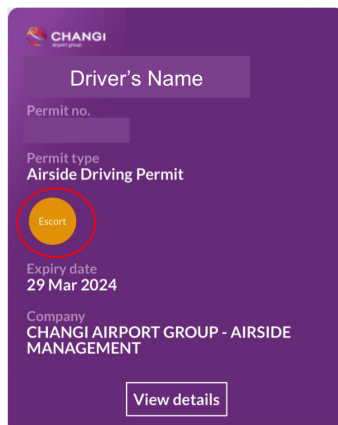 CHANGI
airport group
Driver's Name
Permit no.
Permit type
Airside Driving Permit
Escort
Expiry date
29 Mar 2024
Company
CHANGI AIRPORT GROUP - AIRSIDE
MANAGEMENT
View details